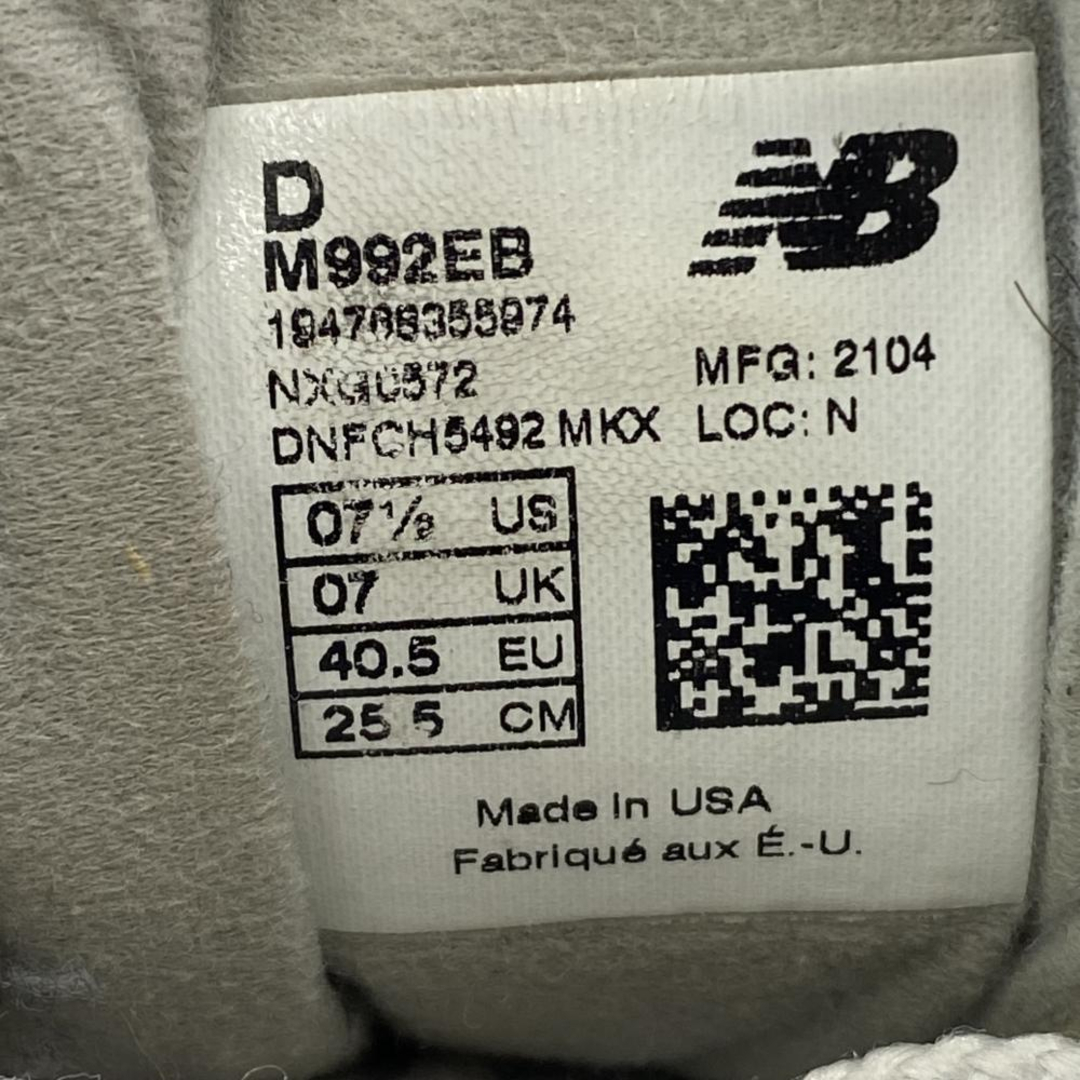 D
NB
M992EB
194768355974
MFG: 2104
DNFCH5492 MKX
LOC: N
07½ US
07 UK
40.5 EU
25.5 CM
Made in USA
Fabriqué aux É.-U.